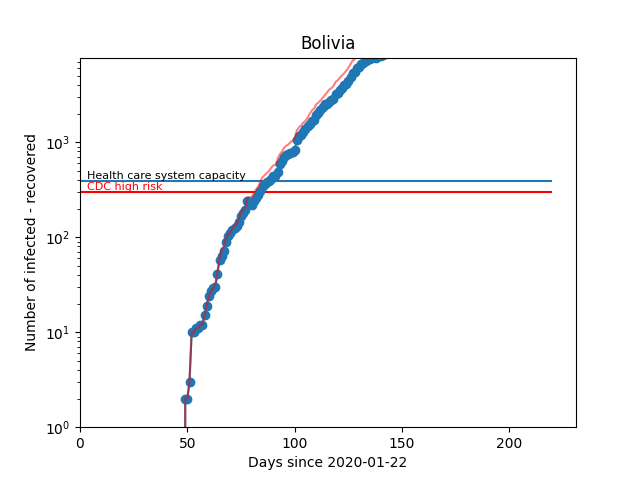 Bolivia
Number of infected - recovered
10³
10²
10¹
10⁰
Health care system capacity
CDC high risk
0 50 100 150 200
Days since 2020-01-22